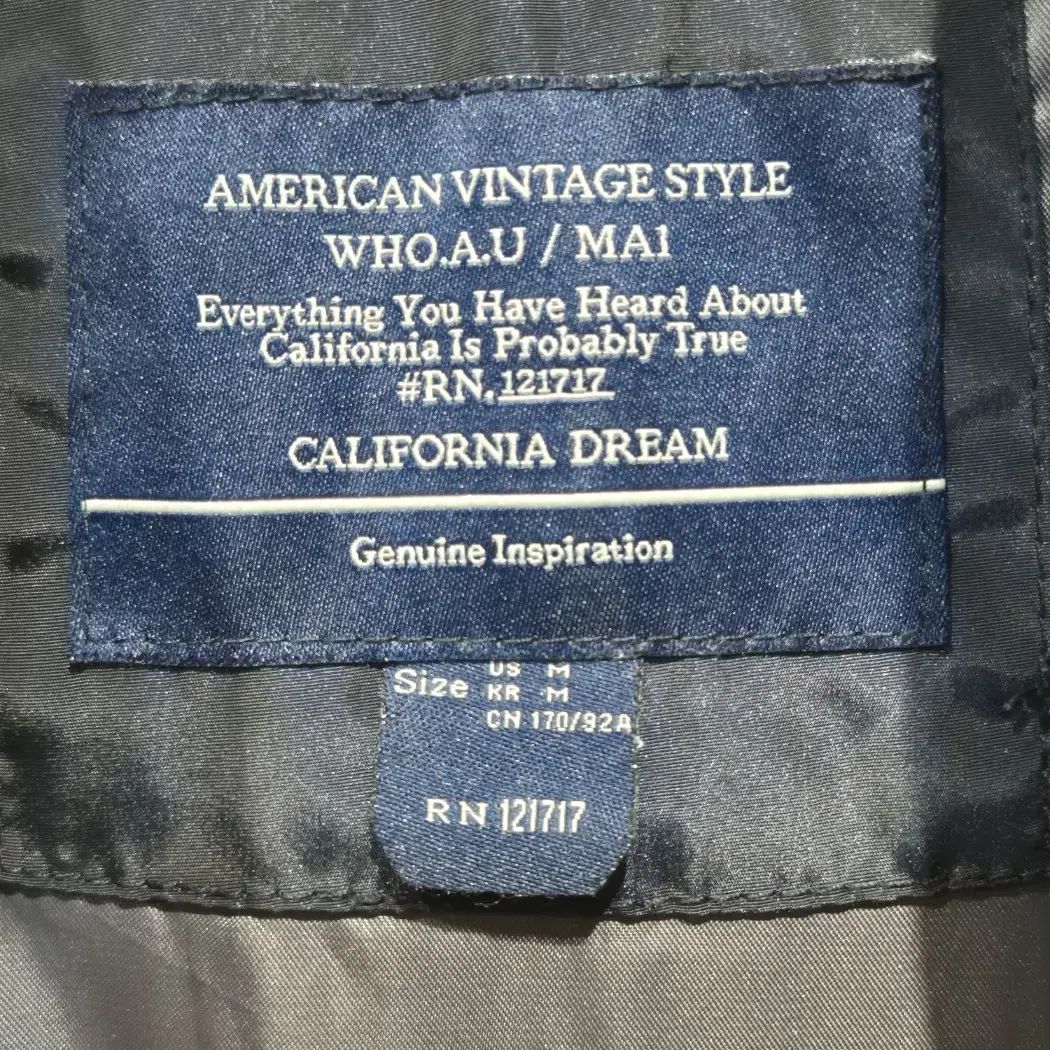 AMERICAN VINTAGE STYLE
WHO.A.U / MA1
Everything You Have Heard About
California Is Probably True
#RN. 121717
CALIFORNIA DREAM
Genuine Inspiration
US M
Size KR M
CN 170/92A
RN 121717